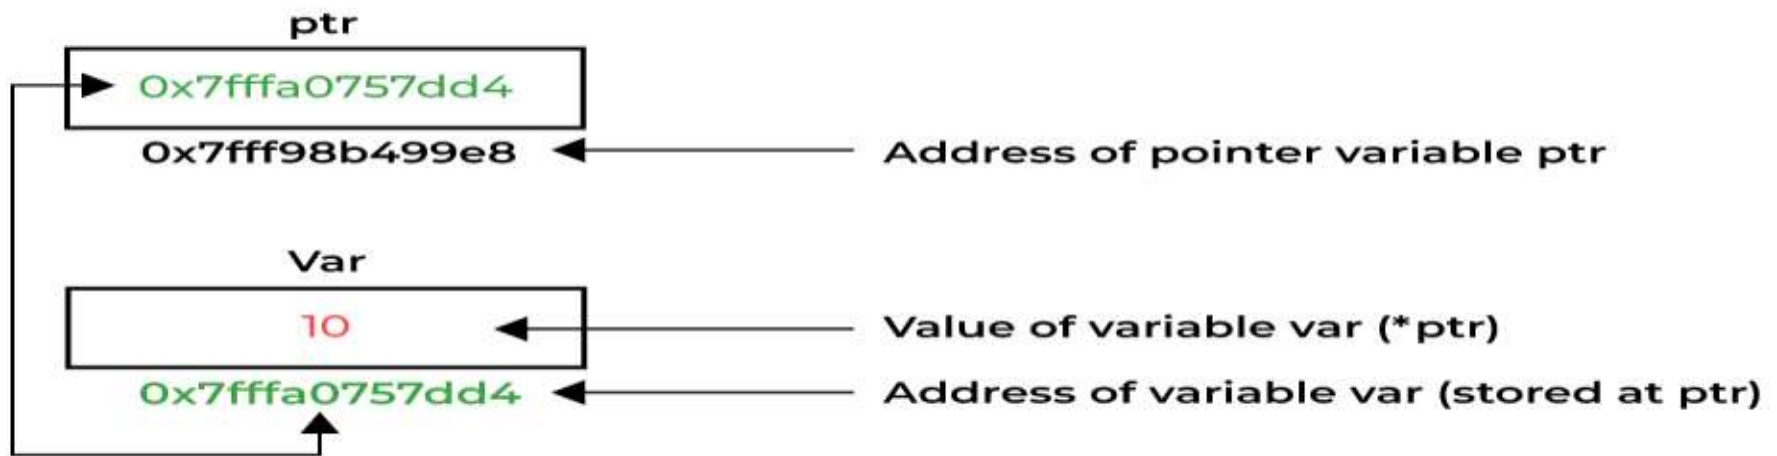 ptr
0x7fffa0757dd4
0x7fff98b499e8 Address of pointer variable ptr
Var
10 Value of variable var (*ptr)
0x7fffa0757dd4 Address of variable var (stored at ptr)